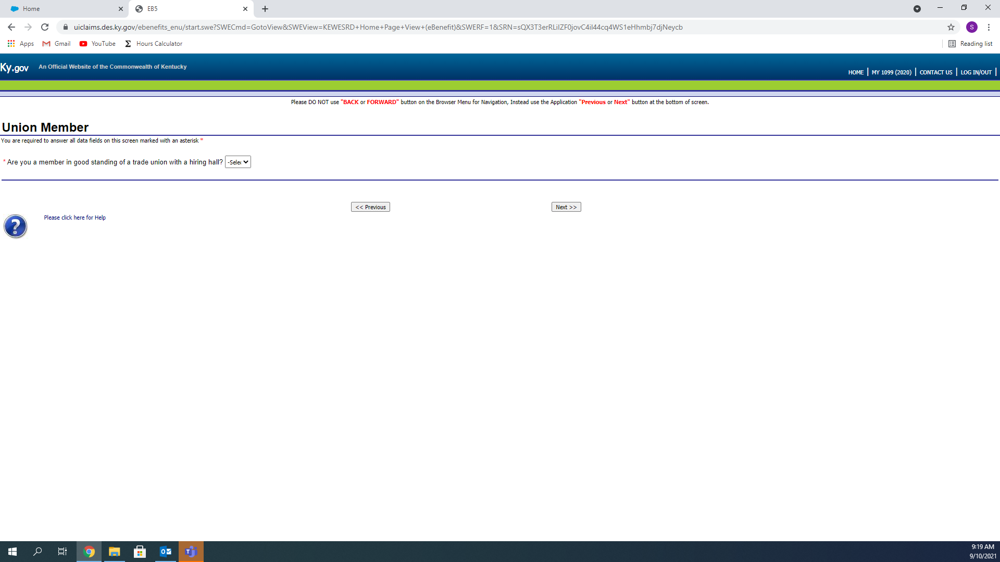 Home
EB5
uiclaims.des.ky.gov/ebenefits_enu/start.swe?SWECmd=GotoView&SWEView=KEWESRD+Home+Page+View+(eBenefit)&SWERF=1&SRN=sQX3T3erRLiIZF0jovC4il44cq4WS1eHhmbj7djNeycb
S
Apps Gmail YouTube Hours Calculator Reading list
Ky.gov An Official Website of the Commonwealth of Kentucky
HOME | MY 1099 (2020) | CONTACT US | LOG IN/OUT |
Please DO NOT use "BACK or FORWARD" button on the Browser Menu for Navigation, Instead use the Application "Previous or Next" button at the bottom of screen.
Union Member
You are required to answer all data fields on this screen marked with an asterisk *
* Are you a member in good standing of a trade union with a hiring hall? -Selec
<< Previous Next >>
Please click here for Help
9:19 AM
9/10/2021